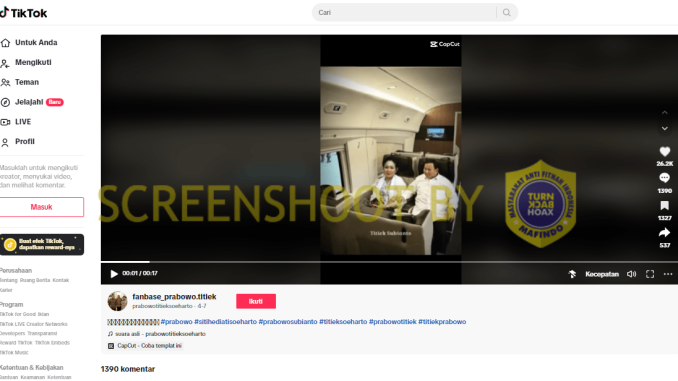 TikTok
Cari
Untuk Anda
Mengikuti
Teman
Jelajahi Baru
LIVE
Profil
Masuklah untuk mengikuti
kreator, menyukai video,
dan melihat komentar.
Masuk
Buat efek TikTok,
dapatkan reward-nya
Perusahaan
Tentang Ruang Berita Kontak
Karier
Program
TikTok for Good Iklan
TikTok LIVE Creator Networks
Developers Transparansi
Reward TikTok TikTok Embeds
TikTok Music
Ketentuan & Kebijakan
Bantuan Keamanan Ketentuan
CapCut
SCREENSHOOT BY
MASYARAKAT ANTI FITNAH INDONESIA
TURN
BACK
HOAX
MAFINDO
Titiek Subianto
26.2K
1390
1327
537
00:01 / 00:17
Kecepatan
fanbase_prabowo.titiek
prabowotitieksoeharto · 4-7
Ikuti
#prabowo #sitihediatisoeharto #prabowosubianto #titieksoeharto #prabowotitiek #titiekprabowo
suara asli - prabowotitieksoeharto
CapCut - Coba templat ini
1390 komentar